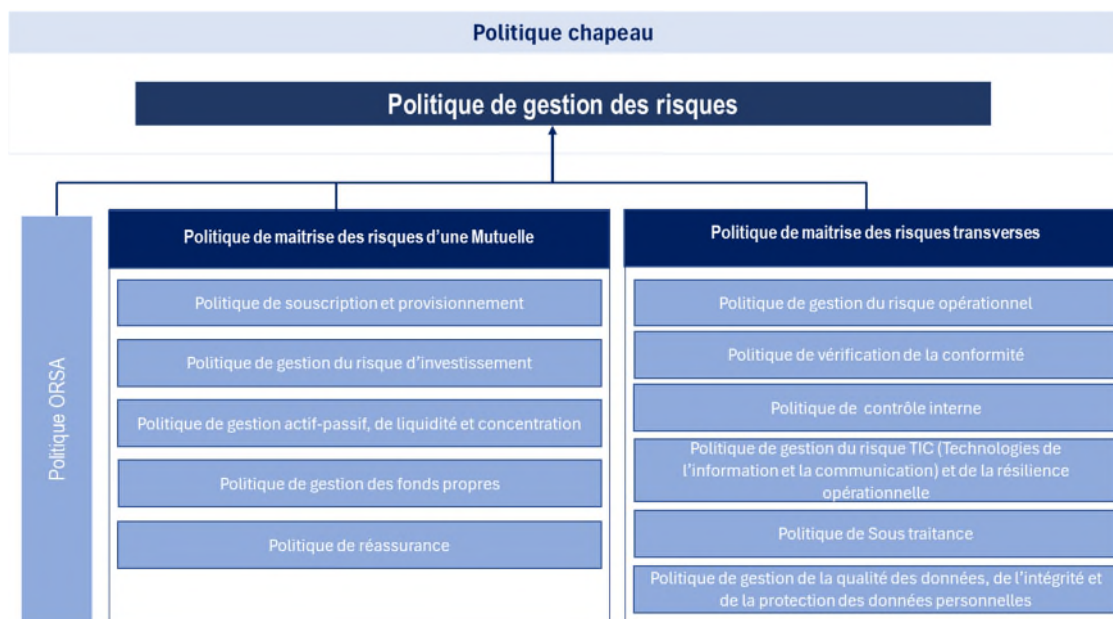 Politique chapeau
Politique de gestion des risques
Politique ORSA
Politique de maitrise des risques d'une Mutuelle
Politique de souscription et provisionnement
Politique de gestion du risque d'investissement
Politique de gestion actif-passif, de liquidité et concentration
Politique de gestion des fonds propres
Politique de réassurance
Politique de maitrise des risques transverses
Politique de gestion du risque opérationnel
Politique de vérification de la conformité
Politique de contrôle interne
Politique de gestion du risque TIC (Technologies de
l'information et la communication) et de la résilience
opérationnelle
Politique de Sous traitance
Politique de gestion de la qualité des données, de l'intégrité et
de la protection des données personnelles